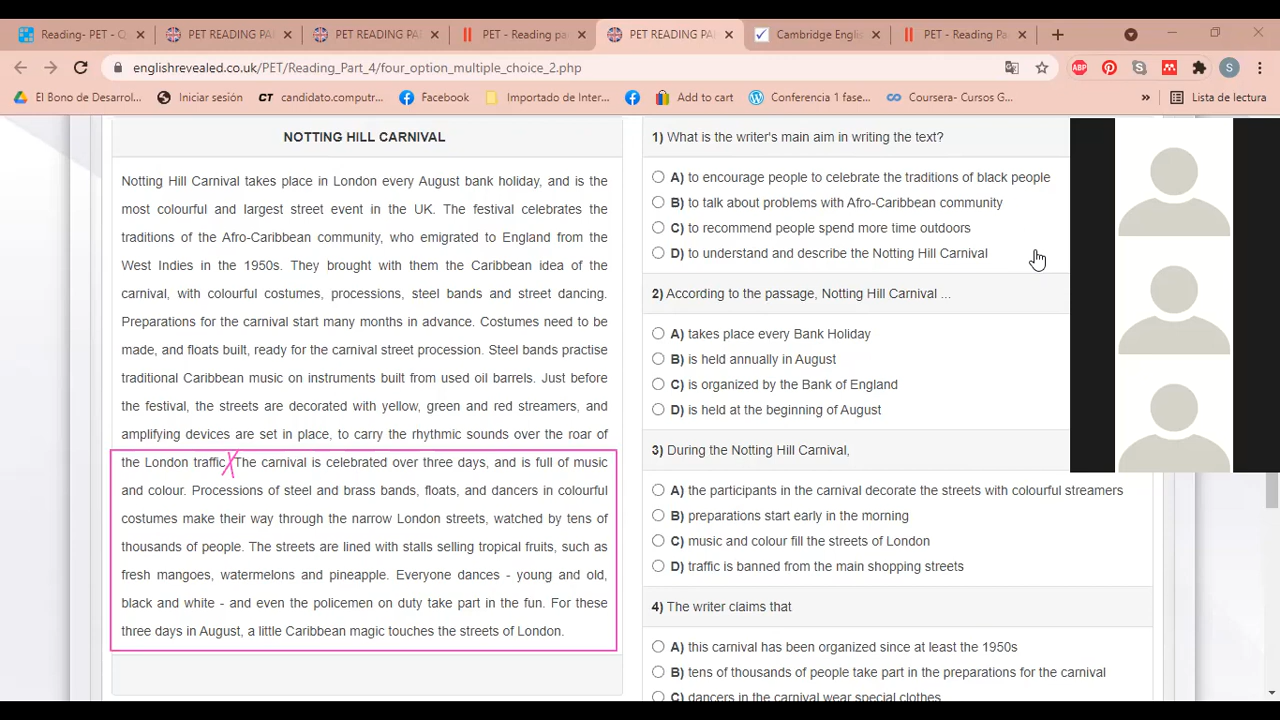 Reading- PET - Q
PET READING PA
PET READING PA
PET - Reading pa
PET READING PA
Cambridge Engli
PET - Reading Pa
englishrevealed.co.uk/PET/Reading_Part_4/four_option_multiple_choice_2.php
ABP
S
El Bono de Desarrol...
Iniciar sesión
CT candidato.computr...
Facebook
Importado de Inter...
Add to cart
Conferencia 1 fase...
Coursera- Cursos G...
»
Lista de lectura
NOTTING HILL CARNIVAL
Notting Hill Carnival takes place in London every August bank holiday, and is the
most colourful and largest street event in the UK. The festival celebrates the
traditions of the Afro-Caribbean community, who emigrated to England from the
West Indies in the 1950s. They brought with them the Caribbean idea of the
carnival, with colourful costumes, processions, steel bands and street dancing.
Preparations for the carnival start many months in advance. Costumes need to be
made, and floats built, ready for the carnival street procession. Steel bands practise
traditional Caribbean music on instruments built from used oil barrels. Just before
the festival, the streets are decorated with yellow, green and red streamers, and
amplifying devices are set in place, to carry the rhythmic sounds over the roar of
the London traffic. The carnival is celebrated over three days, and is full of music
and colour. Processions of steel and brass bands, floats, and dancers in colourful
costumes make their way through the narrow London streets, watched by tens of
thousands of people. The streets are lined with stalls selling tropical fruits, such as
fresh mangoes, watermelons and pineapple. Everyone dances - young and old,
black and white - and even the policemen on duty take part in the fun. For these
three days in August, a little Caribbean magic touches the streets of London.
1) What is the writer's main aim in writing the text?
A) to encourage people to celebrate the traditions of black people
B) to talk about problems with Afro-Caribbean community
C) to recommend people spend more time outdoors
D) to understand and describe the Notting Hill Carnival
2) According to the passage, Notting Hill Carnival ...
A) takes place every Bank Holiday
B) is held annually in August
C) is organized by the Bank of England
D) is held at the beginning of August
3) During the Notting Hill Carnival,
A) the participants in the carnival decorate the streets with colourful streamers
B) preparations start early in the morning
C) music and colour fill the streets of London
D) traffic is banned from the main shopping streets
4) The writer claims that
A) this carnival has been organized since at least the 1950s
B) tens of thousands of people take part in the preparations for the carnival
C) dancers in the carnival wear special clothes